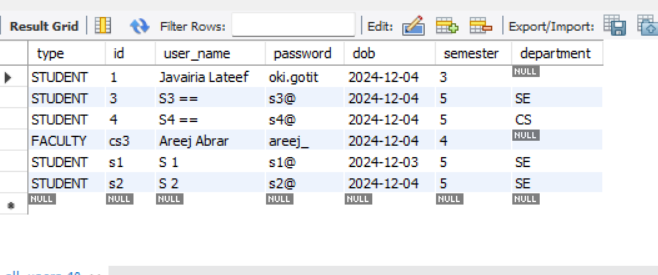 Result Grid Filter Rows: Edit: Export/Import:
type id user_name password dob semester department
STUDENT 1 Javairia Lateef oki.gotit 2024-12-04 3 NULL
STUDENT 3 S3 == s3@ 2024-12-04 5 SE
STUDENT 4 S4 == s4@ 2024-12-04 5 CS
FACULTY cs3 Areej Abrar areej_ 2024-12-04 4 NULL
STUDENT s1 S 1 s1@ 2024-12-03 5 SE
STUDENT s2 S 2 s2@ 2024-12-04 5 SE
NULL NULL NULL NULL NULL NULL NULL